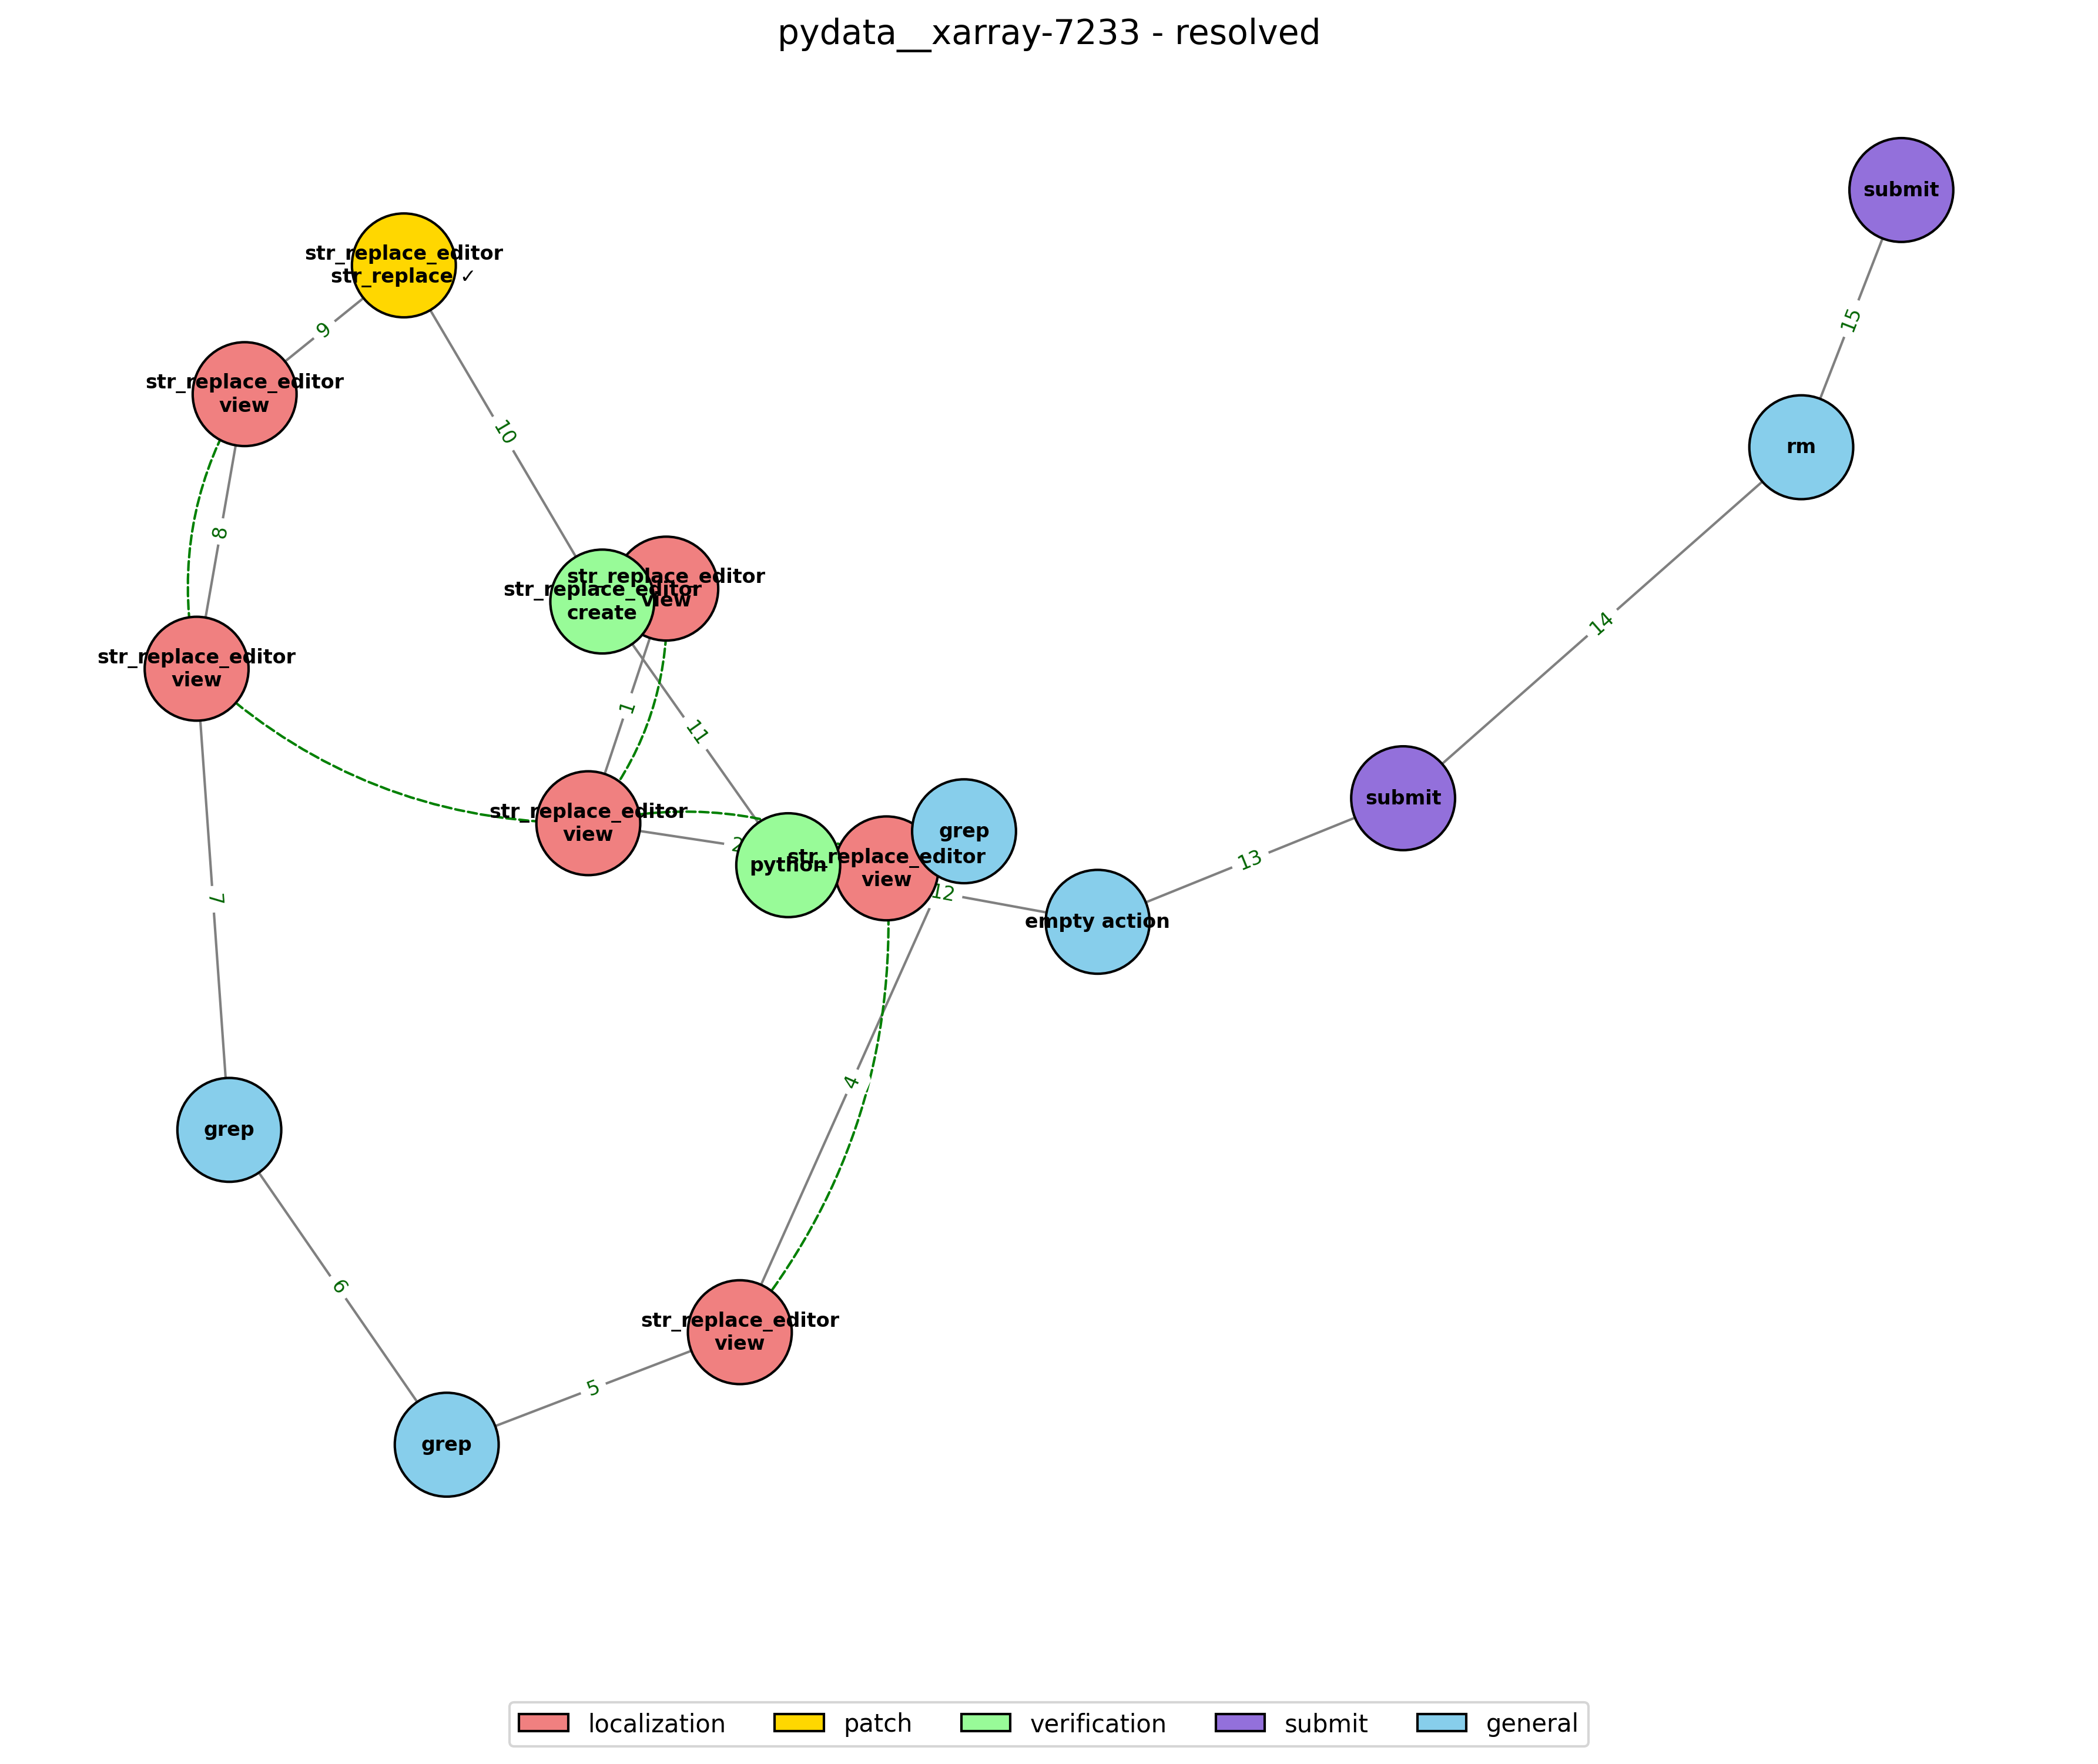 pydata__xarray-7233 - resolved
submit
str_replace_editor
str_replace ✓
9
15
str_replace_editor
view
10
rm
8
str_replace_editor
view
str_replace_editor
create
14
str_replace_editor
view
1
11
submit
str_replace_editor
view
2
python
str_replace_editor
view
grep
13
12
empty action
7
4
grep
6
str_replace_editor
view
5
grep
localization
patch
verification
submit
general